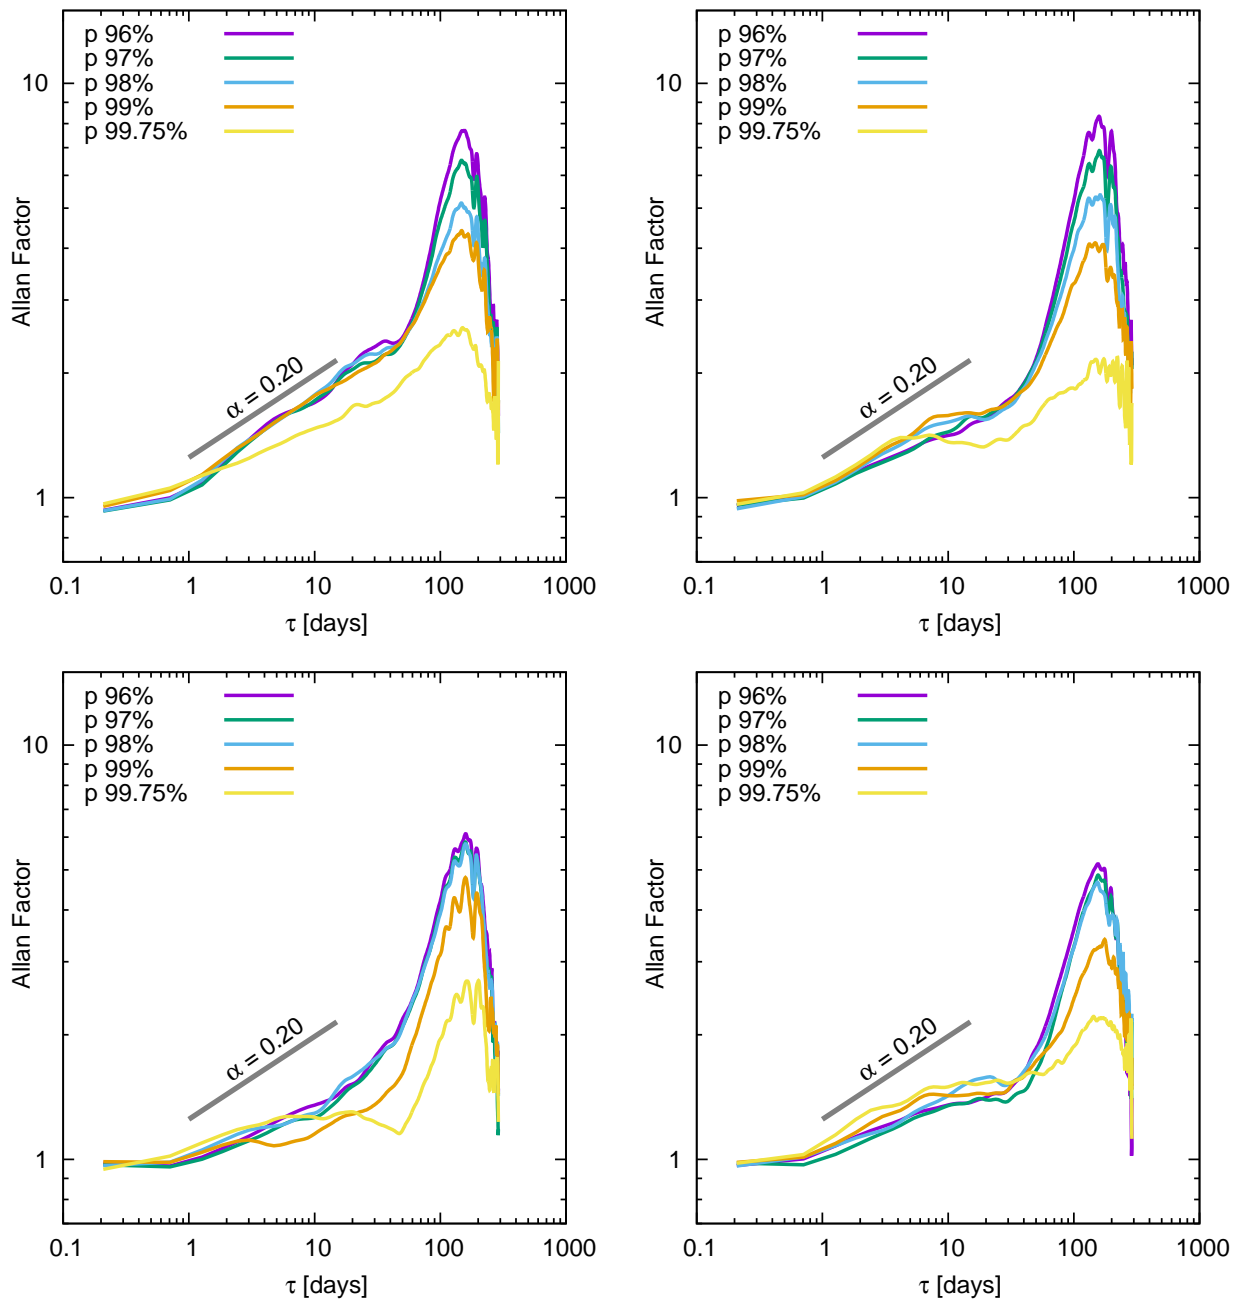 10
1
Allan Factor
p 96%
p 97%
p 98%
p 99%
p 99.75%
α = 0.20
0.1 1 10 100 1000
τ [days]
10
1
Allan Factor
p 96%
p 97%
p 98%
p 99%
p 99.75%
α = 0.20
0.1 1 10 100 1000
τ [days]
10
1
Allan Factor
p 96%
p 97%
p 98%
p 99%
p 99.75%
α = 0.20
0.1 1 10 100 1000
τ [days]
10
1
Allan Factor
p 96%
p 97%
p 98%
p 99%
p 99.75%
α = 0.20
0.1 1 10 100 1000
τ [days]